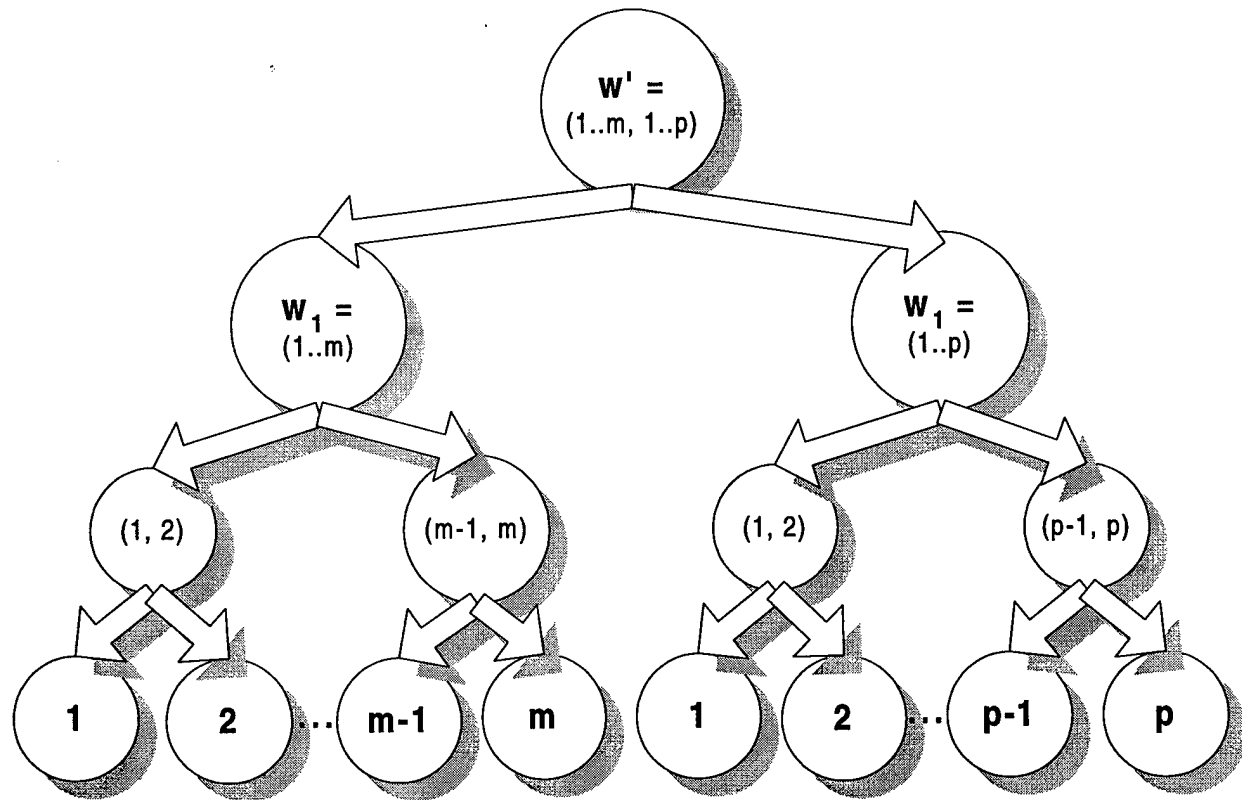 w' =
(1..m, 1..p)
w₁ =
(1..m)
w₁ =
(1..p)
(1, 2)
(m-1, m)
(1, 2)
(p-1, p)
1
2
...
m-1
m
1
2
...
p-1
p